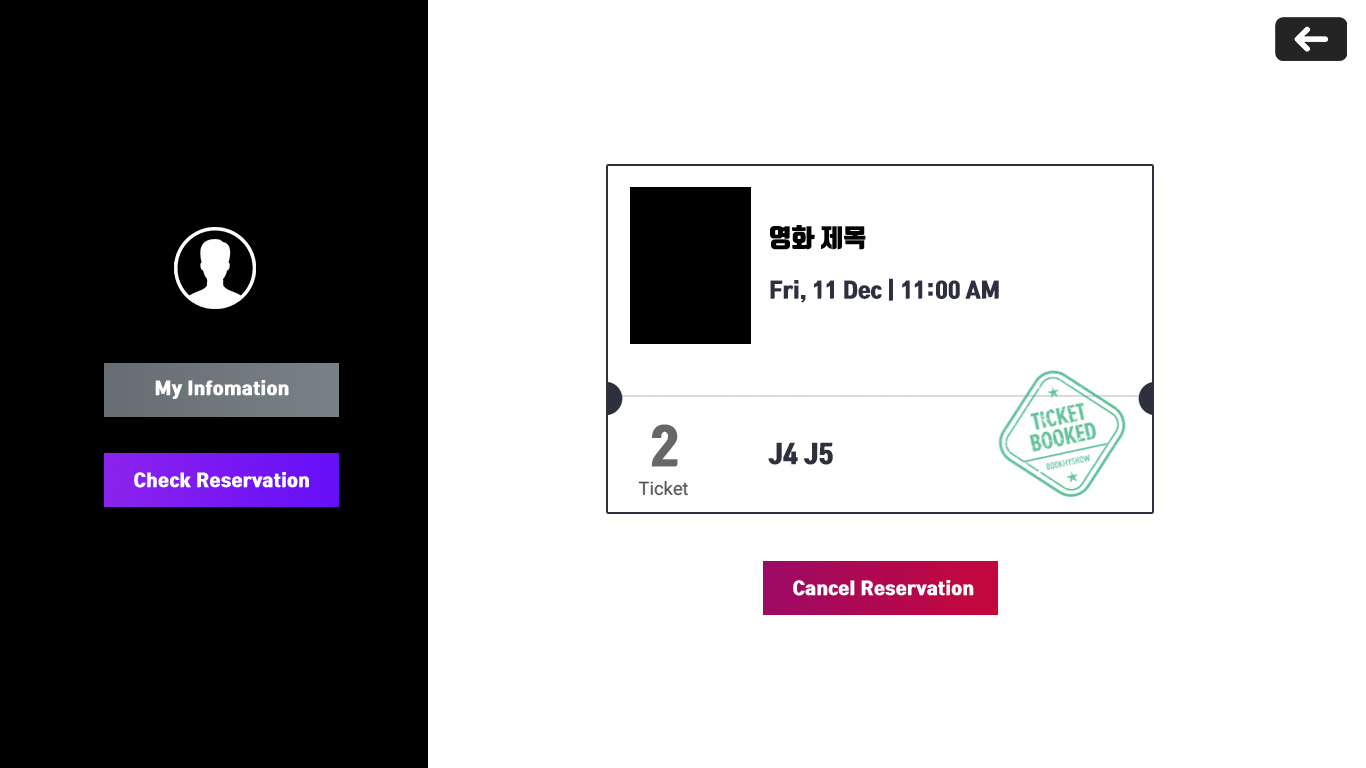 My Infomation
Check Reservation
영화 제목
Fri, 11 Dec | 11:00 AM
2
Ticket
J4 J5
TICKET
BOOKED
BOOKMYSHOW
Cancel Reservation